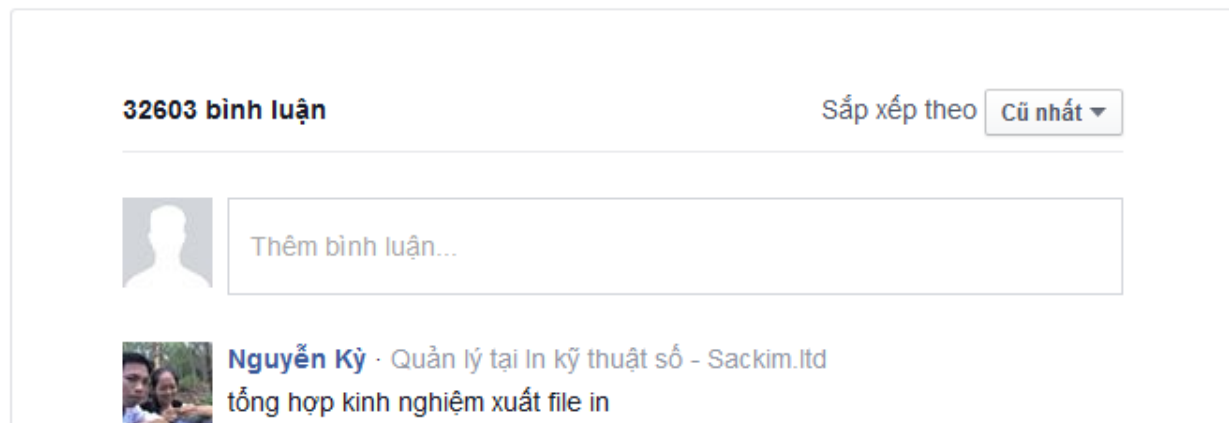 32603 bình luận
Sắp xếp theo Cũ nhất
Thêm bình luận...
Nguyễn Kỳ · Quản lý tại In kỹ thuật số - Sackim.ltd
tổng hợp kinh nghiệm xuất file in